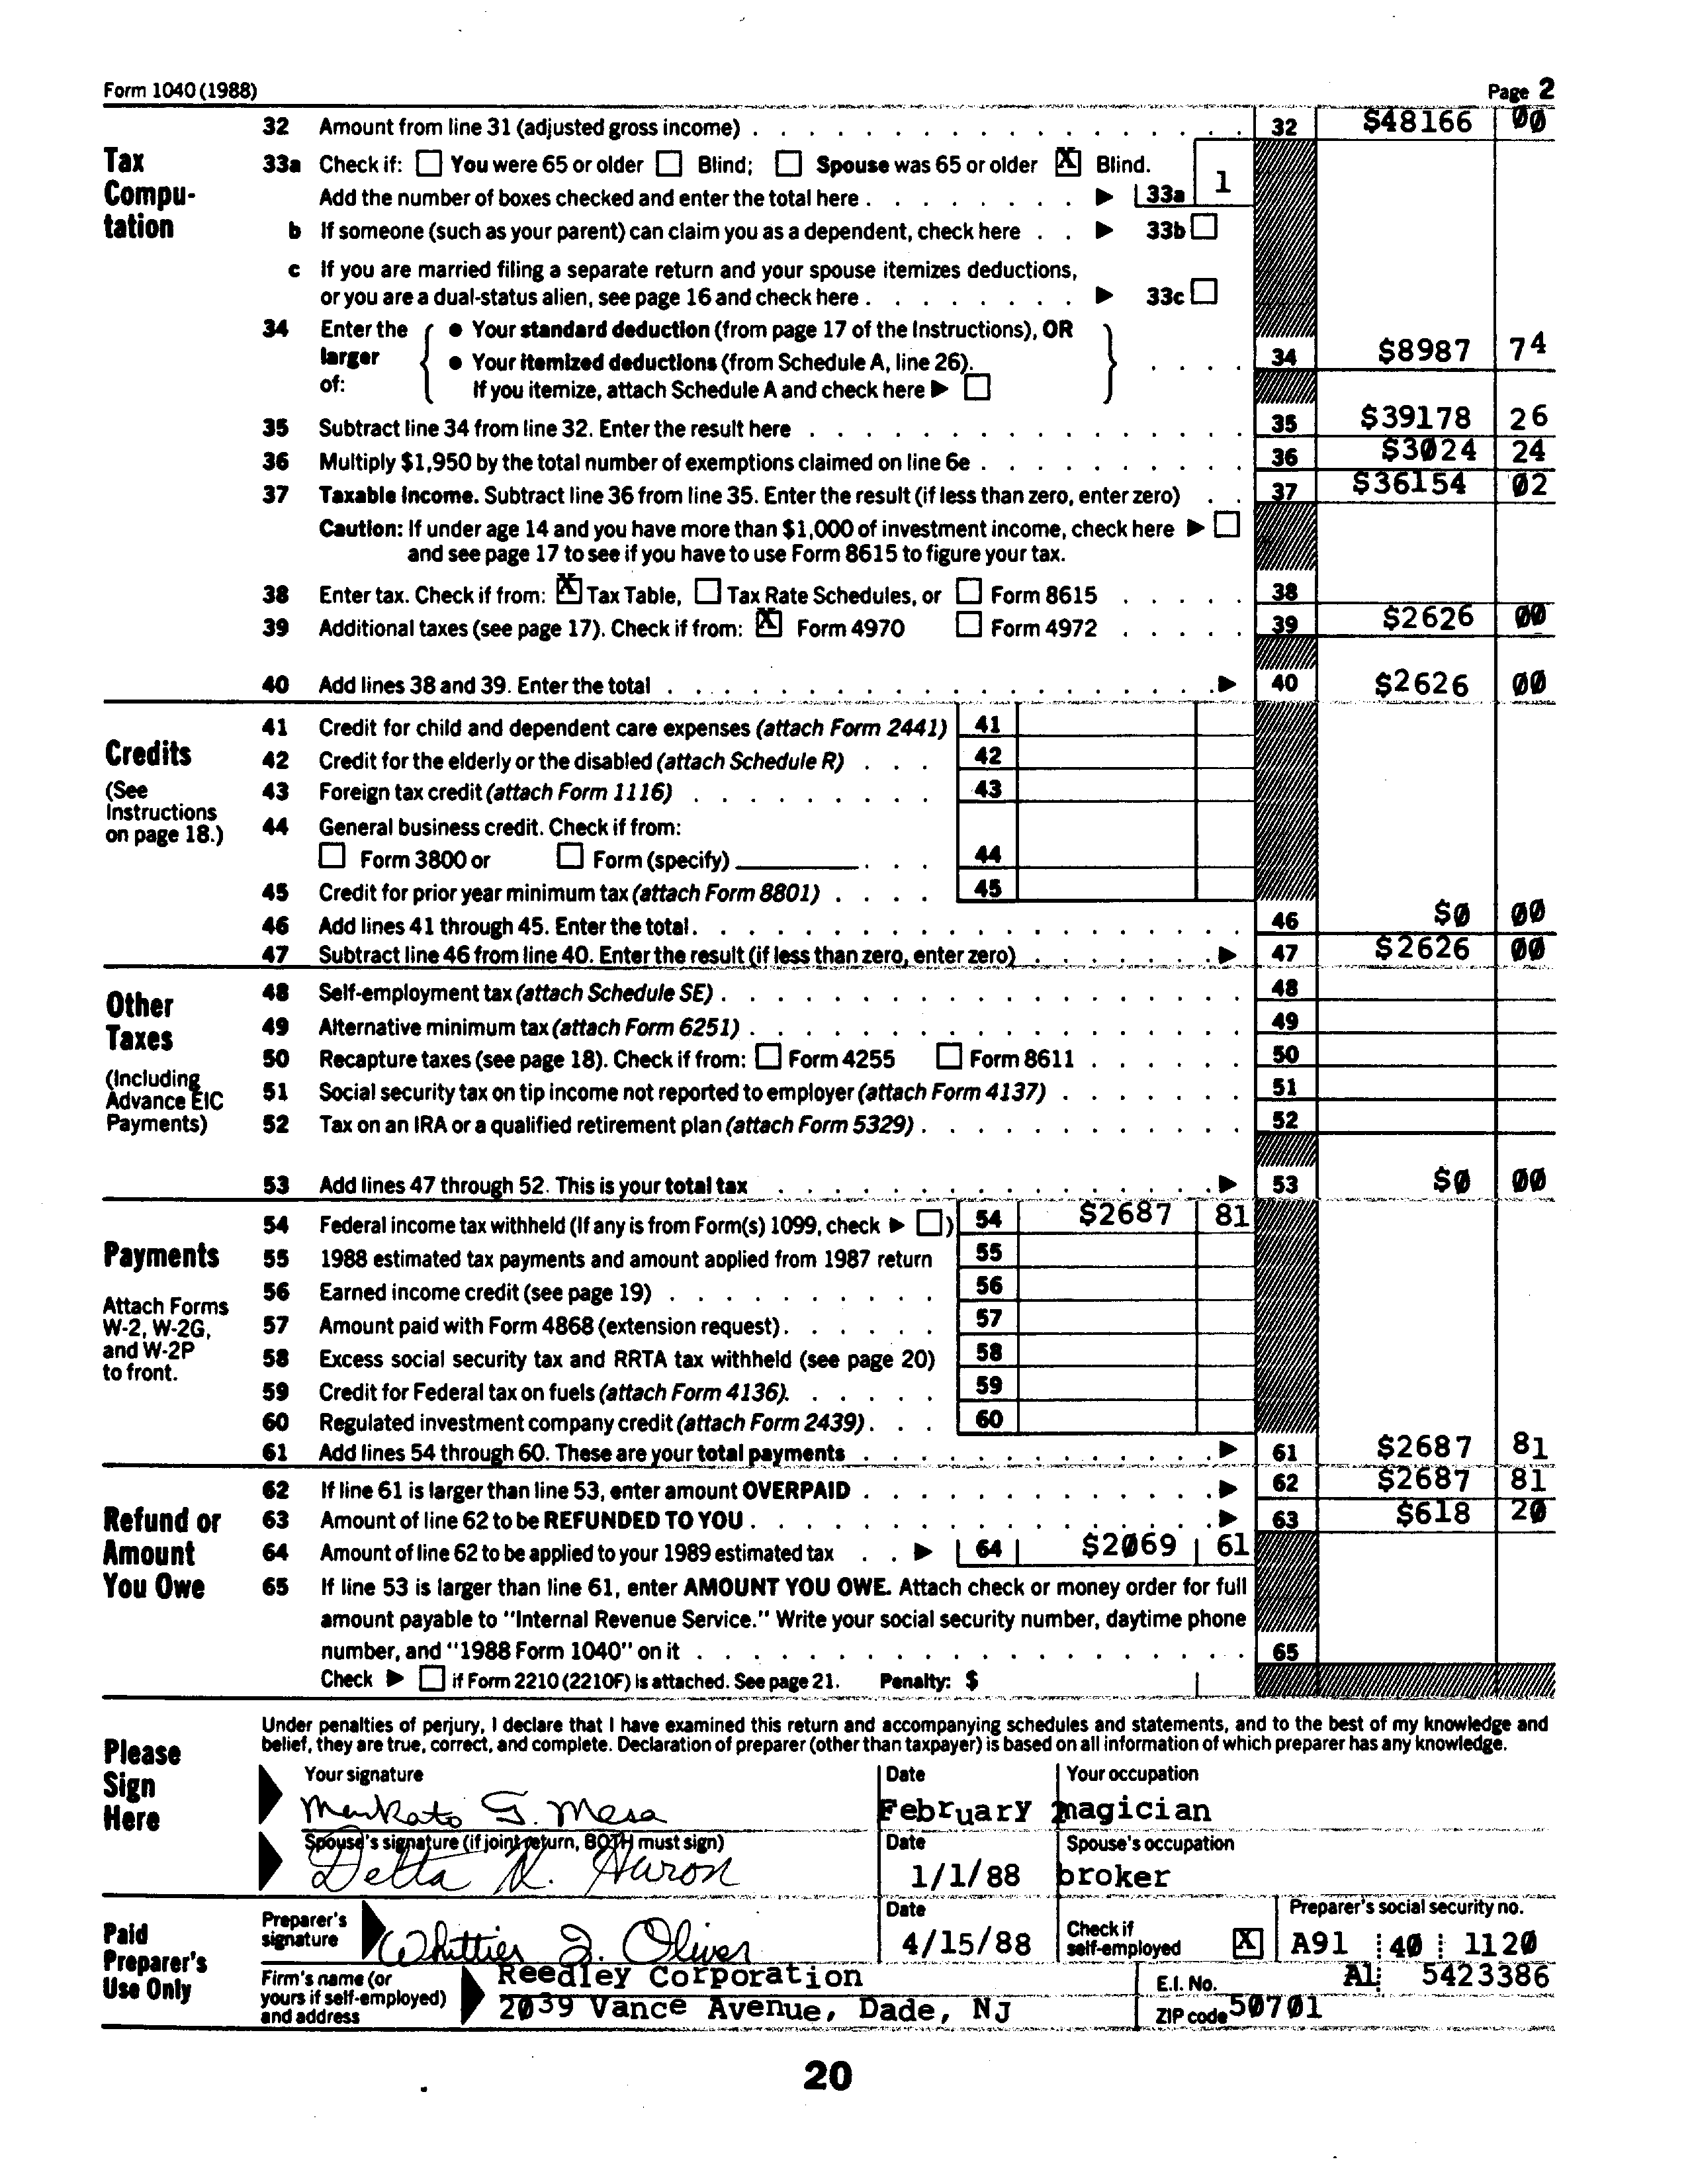 Form 1040 (1988) Page 2
32 Amount from line 31 (adjusted gross income) 32 $48166 00
Tax Compu-tation
33a Check if: You were 65 or older Blind; Spouse was 65 or older X Blind.
Add the number of boxes checked and enter the total here 33a 1
b If someone (such as your parent) can claim you as a dependent, check here 33b
c If you are married filing a separate return and your spouse itemizes deductions,
or you are a dual-status alien, see page 16 and check here 33c
34 Enter the larger of:
• Your standard deduction (from page 17 of the Instructions), OR
• Your itemized deductions (from Schedule A, line 26). 34 $8987 74
If you itemize, attach Schedule A and check here
35 Subtract line 34 from line 32. Enter the result here 35 $39178 26
36 Multiply $1,950 by the total number of exemptions claimed on line 6e 36 $3024 24
37 Taxable income. Subtract line 36 from line 35. Enter the result (if less than zero, enter zero) 37 $36154 02
Caution: If under age 14 and you have more than $1,000 of investment income, check here
and see page 17 to see if you have to use Form 8615 to figure your tax.
38 Enter tax. Check if from: X Tax Table, Tax Rate Schedules, or Form 8615 38
39 Additional taxes (see page 17). Check if from: X Form 4970 Form 4972 39 $2626 00
40 Add lines 38 and 39. Enter the total 40 $2626 00
Credits
(See
Instructions
on page 18.)
41 Credit for child and dependent care expenses (attach Form 2441) 41
42 Credit for the elderly or the disabled (attach Schedule R) 42
43 Foreign tax credit (attach Form 1116) 43
44 General business credit. Check if from:
Form 3800 or Form (specify) 44
45 Credit for prior year minimum tax (attach Form 8801) 45
46 Add lines 41 through 45. Enter the total 46 $0 00
47 Subtract line 46 from line 40. Enter the result (if less than zero, enter zero) 47 $2626 00
Other
Taxes
(Including
Advance EIC
Payments)
48 Self-employment tax (attach Schedule SE) 48
49 Alternative minimum tax (attach Form 6251) 49
50 Recapture taxes (see page 18). Check if from: Form 4255 Form 8611 50
51 Social security tax on tip income not reported to employer (attach Form 4137) 51
52 Tax on an IRA or a qualified retirement plan (attach Form 5329) 52
53 Add lines 47 through 52. This is your total tax 53 $0 00
Payments
Attach Forms
W-2, W-2G,
and W-2P
to front.
54 Federal income tax withheld (If any is from Form(s) 1099, check ) 54 $2687 81
55 1988 estimated tax payments and amount applied from 1987 return 55
56 Earned income credit (see page 19) 56
57 Amount paid with Form 4868 (extension request) 57
58 Excess social security tax and RRTA tax withheld (see page 20) 58
59 Credit for Federal tax on fuels (attach Form 4136) 59
60 Regulated investment company credit (attach Form 2439) 60
61 Add lines 54 through 60. These are your total payments 61 $2687 81
Refund or
Amount
You Owe
62 If line 61 is larger than line 53, enter amount OVERPAID 62 $2687 81
63 Amount of line 62 to be REFUNDED TO YOU 63 $618 20
64 Amount of line 62 to be applied to your 1989 estimated tax 64 $2069 61
65 If line 53 is larger than line 61, enter AMOUNT YOU OWE. Attach check or money order for full
amount payable to "Internal Revenue Service." Write your social security number, daytime phone
number, and "1988 Form 1040" on it 65
Check if Form 2210 (2210F) is attached. See page 21. Penalty: $
Please
Sign
Here
Under penalties of perjury, I declare that I have examined this return and accompanying schedules and statements, and to the best of my knowledge and
belief, they are true, correct, and complete. Declaration of preparer (other than taxpayer) is based on all information of which preparer has any knowledge.
Your signature Date Your occupation
Menkato G. Mesa February magician
Spouse's signature (if joint return, BOTH must sign) Date Spouse's occupation
Delta N. Aaron 1/1/88 broker
Paid
Preparer's
Use Only
Preparer's signature Date Check if self-employed Preparer's social security no.
Whittier J. Oliver 4/15/88 X A91 40 1120
Firm's name (or
yours if self-employed)
and address
Reedley Corporation E.I. No. A1 5423386
2039 Vance Avenue, Dade, NJ ZIP code 50701
20